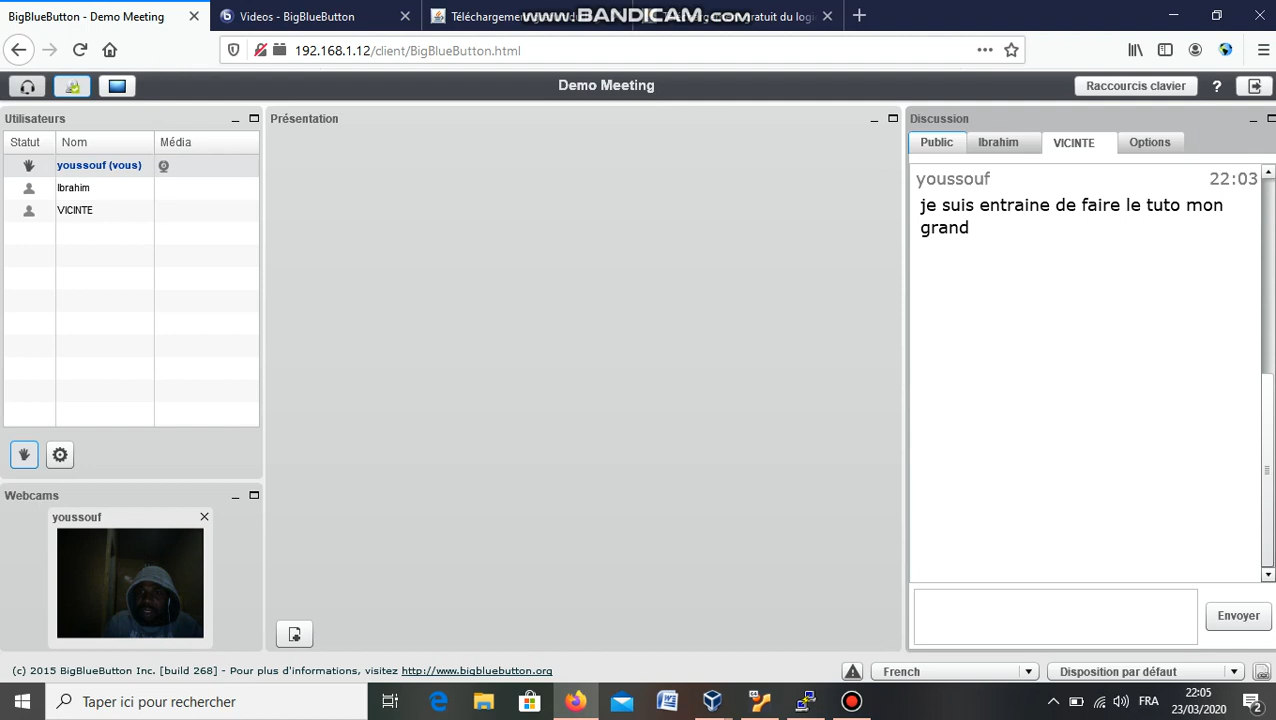 BigBlueButton - Demo Meeting
Videos - BigBlueButton
Téléchargement
gratuit du logi
www.BANDICAM.com
192.168.1.12/client/BigBlueButton.html
Demo Meeting
Raccourcis clavier
?
Utilisateurs
Statut Nom Média
youssouf (vous)
Ibrahim
VICINTE
Webcams
youssouf
Présentation
Discussion
Public Ibrahim VICINTE Options
youssouf 22:03
je suis entraine de faire le tuto mon
grand
Envoyer
(c) 2015 BigBlueButton Inc. [build 268] - Pour plus d'informations, visitez http://www.bigbluebutton.org
French
Disposition par défaut
Taper ici pour rechercher
FRA
22:05
23/03/2020
2